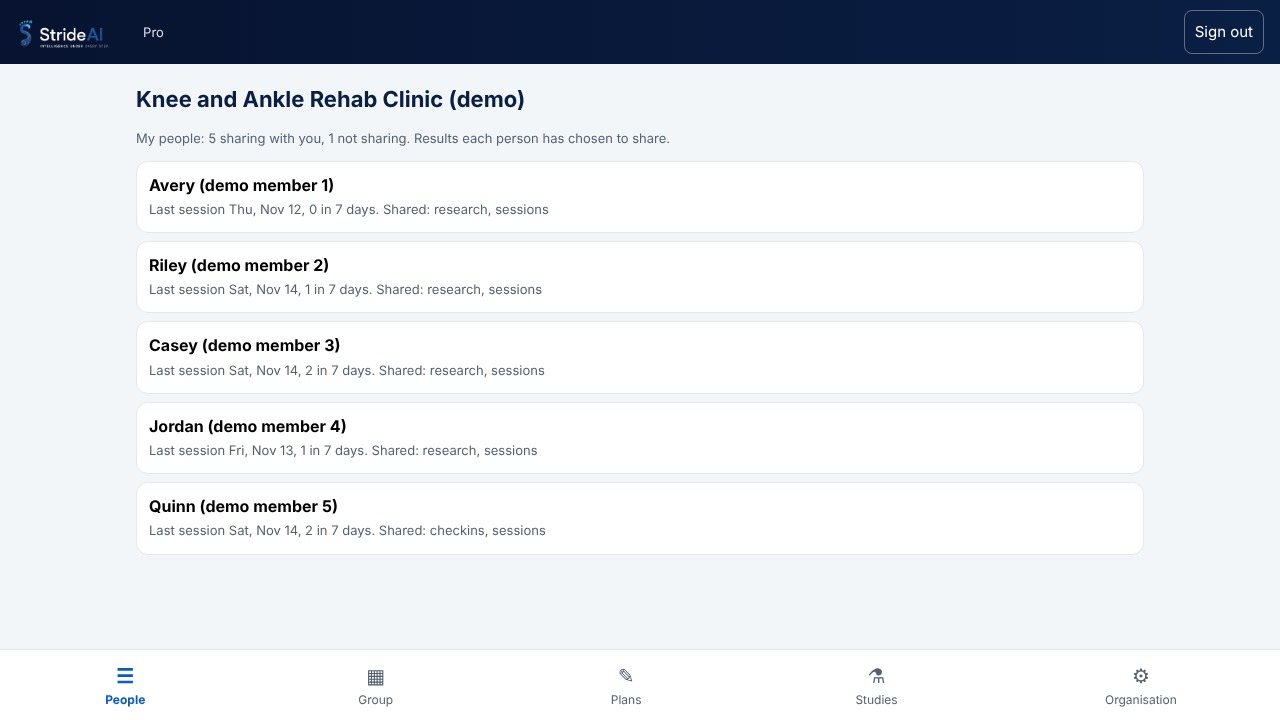 StrideAI
Pro
Sign out
Knee and Ankle Rehab Clinic (demo)
My people: 5 sharing with you, 1 not sharing. Results each person has chosen to share.
Avery (demo member 1)
Last session Thu, Nov 12, 0 in 7 days. Shared: research, sessions
Riley (demo member 2)
Last session Sat, Nov 14, 1 in 7 days. Shared: research, sessions
Casey (demo member 3)
Last session Sat, Nov 14, 2 in 7 days. Shared: research, sessions
Jordan (demo member 4)
Last session Fri, Nov 13, 1 in 7 days. Shared: research, sessions
Quinn (demo member 5)
Last session Sat, Nov 14, 2 in 7 days. Shared: checkins, sessions
People
Group
Plans
Studies
Organisation